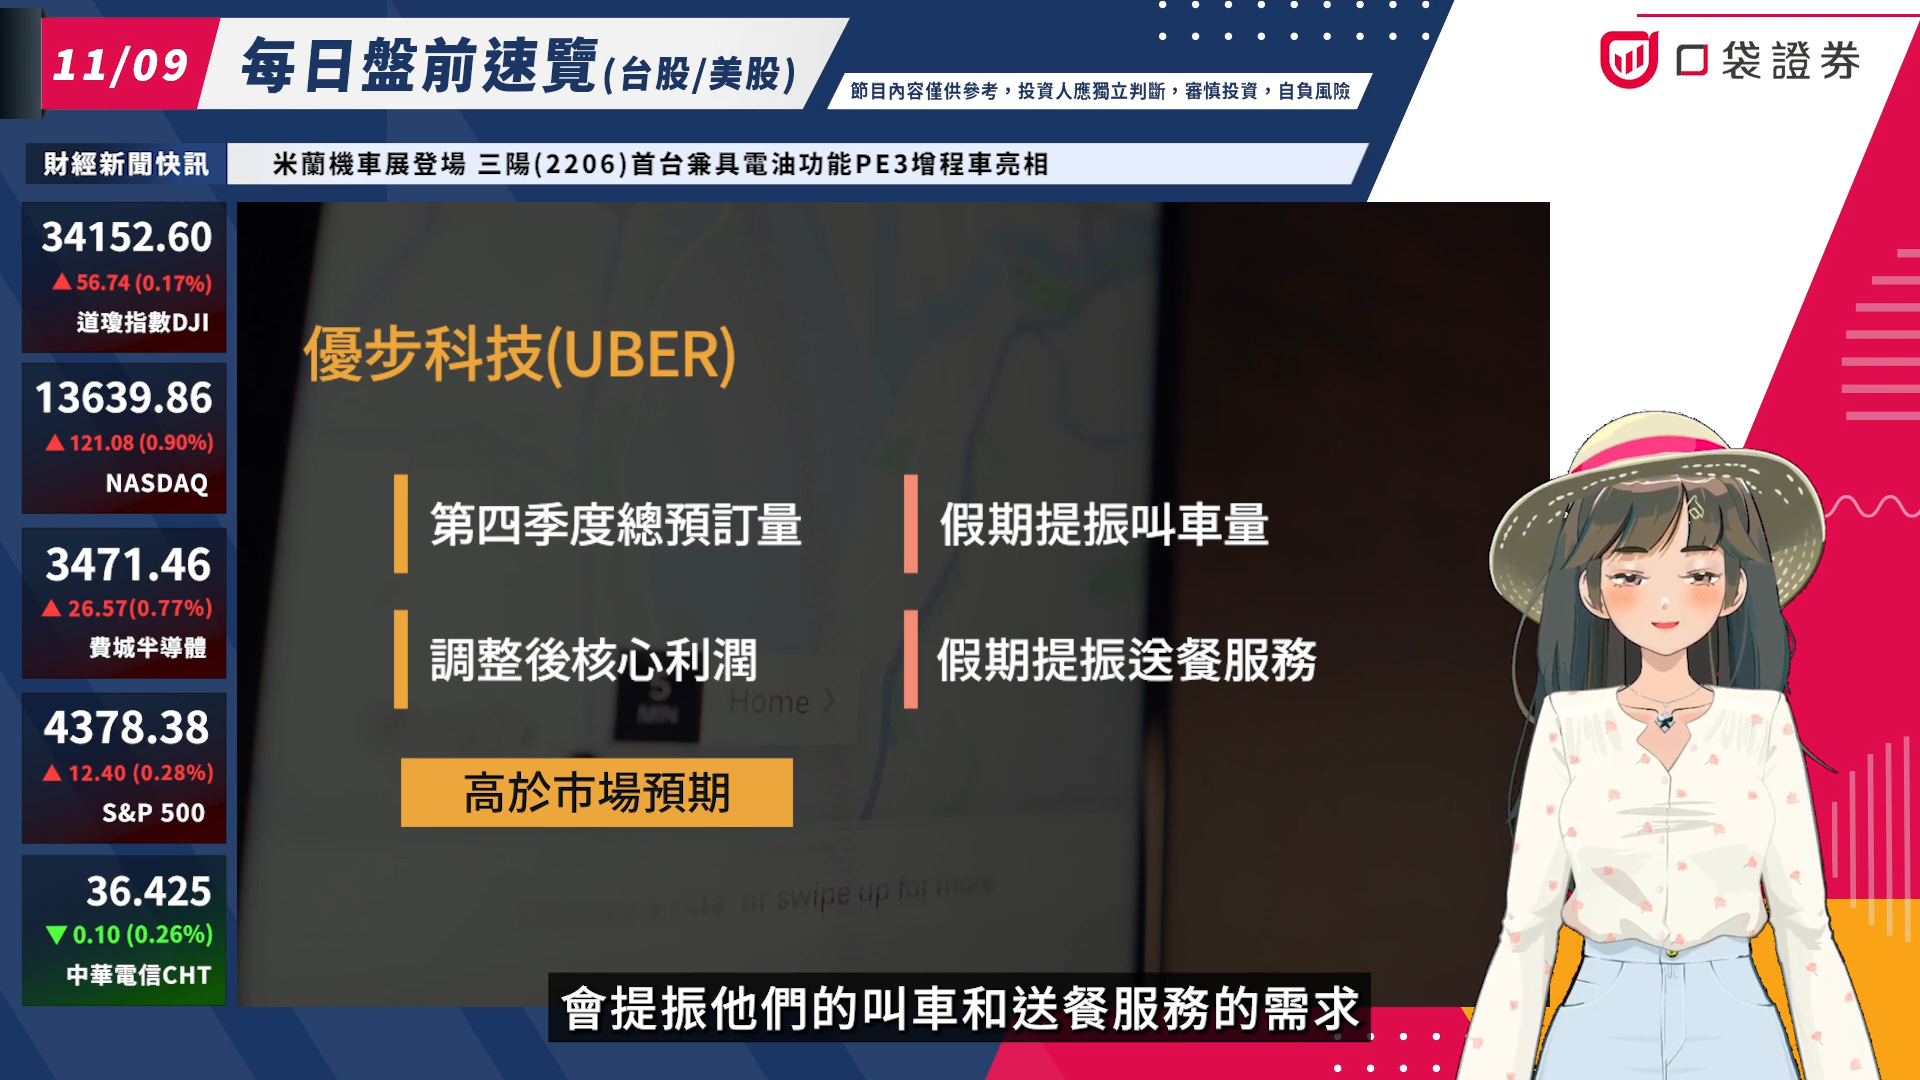 11/09
每日盤前速覽(台股/美股)
節目內容僅供參考，投資人應獨立判斷，審慎投資，自負風險
口袋證券
財經新聞快訊
米蘭機車展登場 三陽(2206)首台兼具電油功能PE3增程車亮相
34152.60
▲56.74 (0.17%)
道瓊指數DJI
13639.86
▲121.08 (0.90%)
NASDAQ
3471.46
▲26.57(0.77%)
費城半導體
4378.38
▲12.40 (0.28%)
S&P 500
36.425
▼0.10 (0.26%)
中華電信CHT
優步科技(UBER)
第四季度總預訂量
假期提振叫車量
調整後核心利潤
假期提振送餐服務
5
MIN
Home >
高於市場預期
a ride, or swipe up for more
會提振他們的叫車和送餐服務的需求